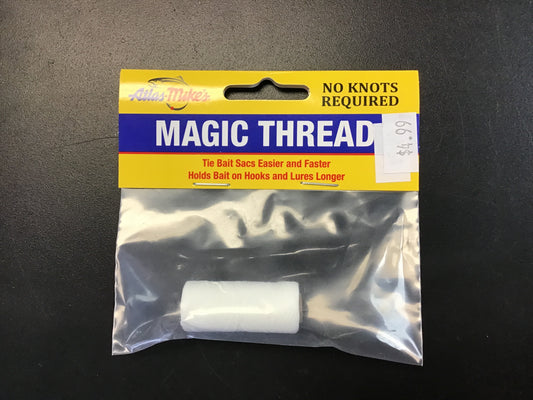 Atlas-Mike's
NO KNOTS
REQUIRED
MAGIC THREAD
$4.99
Tie Bait Sacs Easier and Faster
Holds Bait on Hooks and Lures Longer